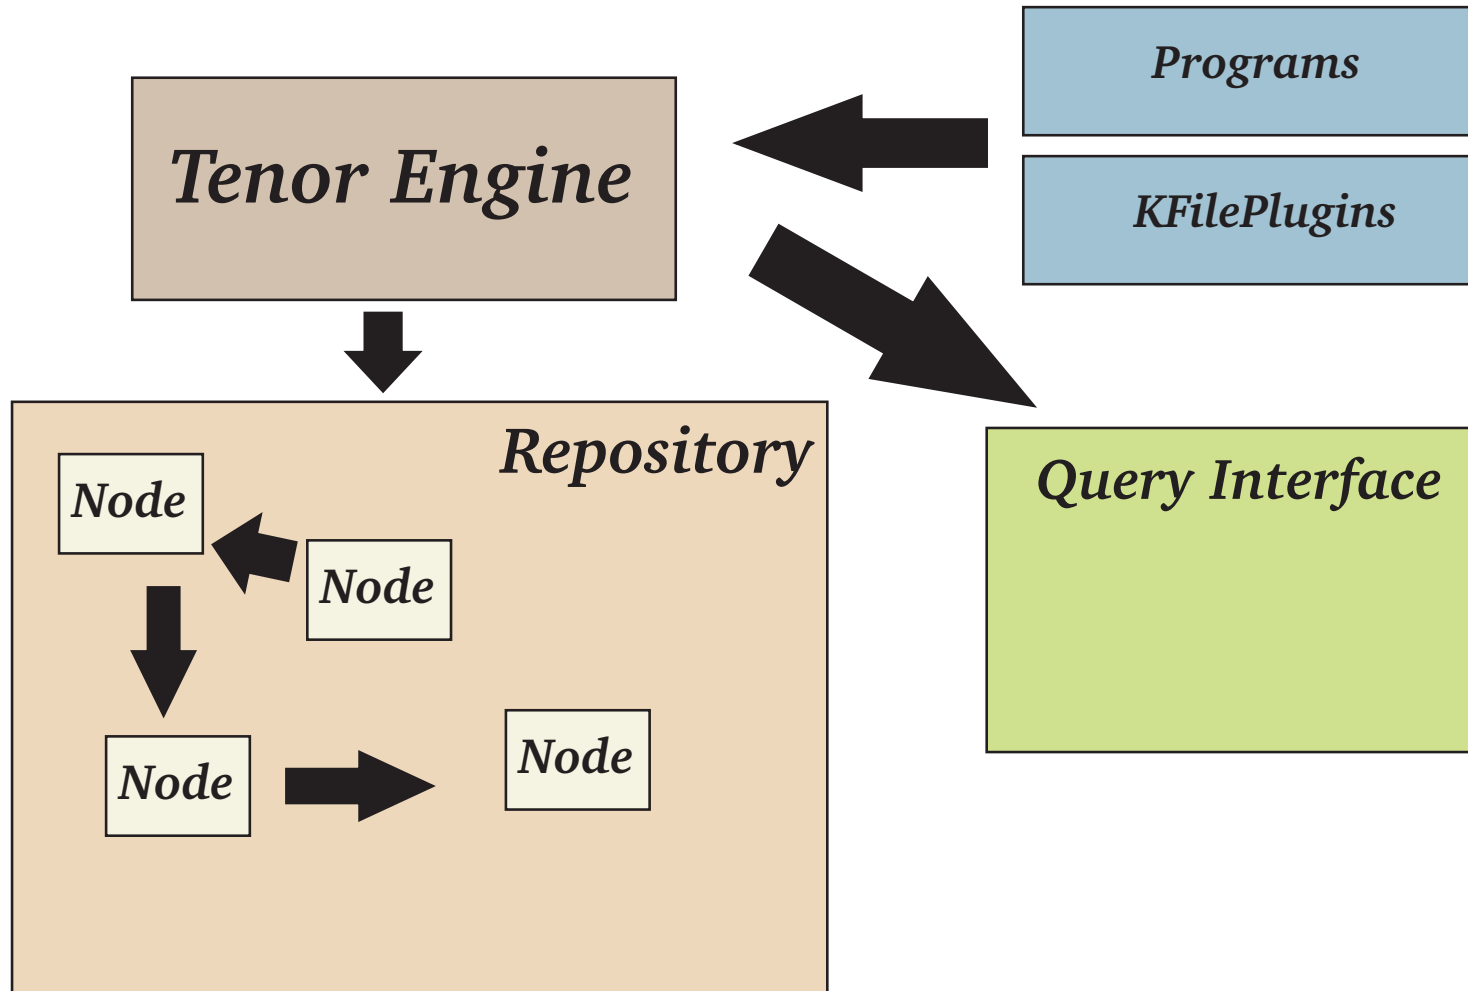 Programs
Tenor Engine
KFilePlugins
Repository
Query Interface
Node
Node
Node
Node